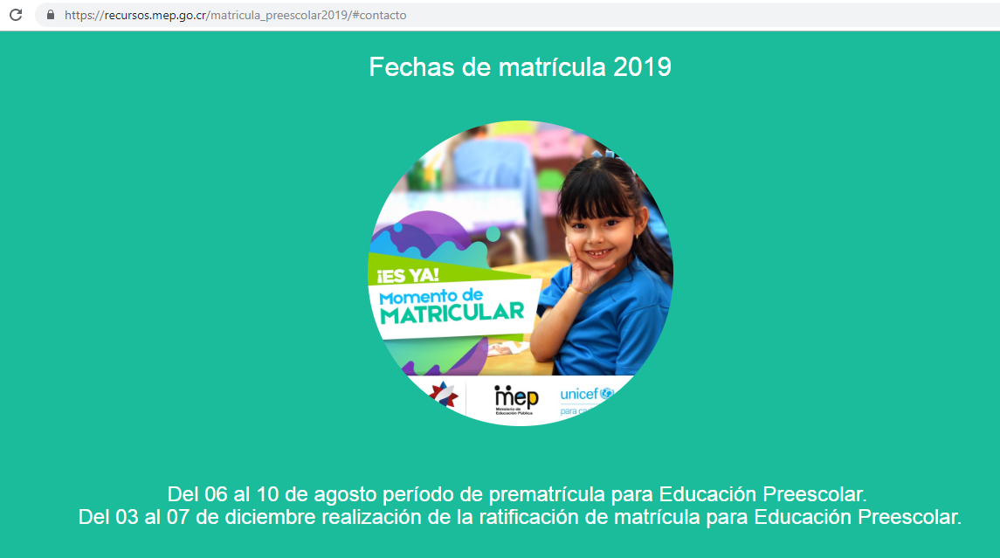 https://recursos.mep.go.cr/matricula_preescolar2019/#contacto
Fechas de matrícula 2019
¡ES YA!
Momento de
MATRICULAR
mep
Ministerio de
Educación Pública
unicef
para
Del 06 al 10 de agosto período de prematrícula para Educación Preescolar.
Del 03 al 07 de diciembre realización de la ratificación de matrícula para Educación Preescolar.